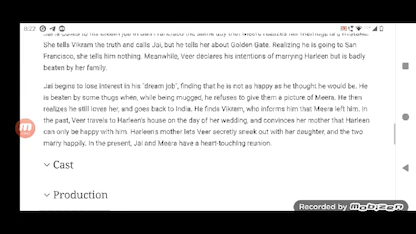 8:22
She tells Vikram the truth and calls Jai, but he tells her about Golden Gate. Realizing he is going to San
Francisco, she tells him nothing. Meanwhile, Veer declares his intentions of marrying Harleen but is badly
beaten by her family.
Jai begins to lose interest in his 'dream job', finding that he is not as happy as he thought he would be. He
is beaten by some thugs when, while being mugged, he refuses to give them a picture of Meera. He then
realizes he still loves her, and goes back to India. He finds Vikram, who informs him that Meera left him. In
the past, Veer travels to Harleen's house on the day of her wedding, and convinces her mother that Harleen
can only be happy with him. Harleen's mother lets Veer secretly sneak out with her daughter, and the two
marry happily. In the present, Jai and Meera have a heart-touching reunion.
Cast
Production
Recorded by Mobizen